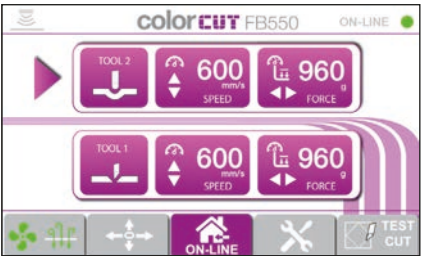 colorCUT FB550 ON-LINE
TOOL 2
600 mm/s
SPEED
960 g
FORCE
TOOL 1
600 mm/s
SPEED
960 g
FORCE
ON-LINE
TEST
CUT